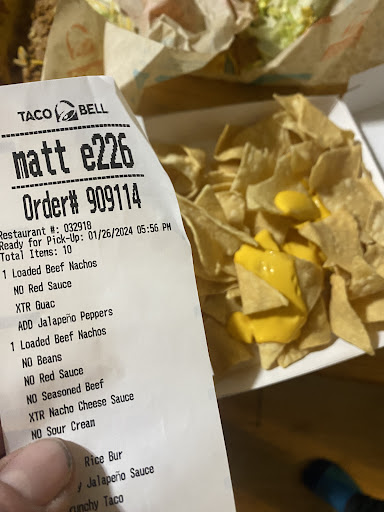 TACO BELL
matt e226
Order# 909114
Restaurant #: 032918
Ready for Pick-Up: 01/26/2024 05:56 PM
Total Items: 10
1 Loaded Beef Nachos
NO Red Sauce
XTR Guac
ADD Jalapeño Peppers
1 Loaded Beef Nachos
NO Beans
NO Red Sauce
NO Seasoned Beef
XTR Nacho Cheese Sauce
NO Sour Cream
Rice Bur
y Jalapeño Sauce
runchy Taco